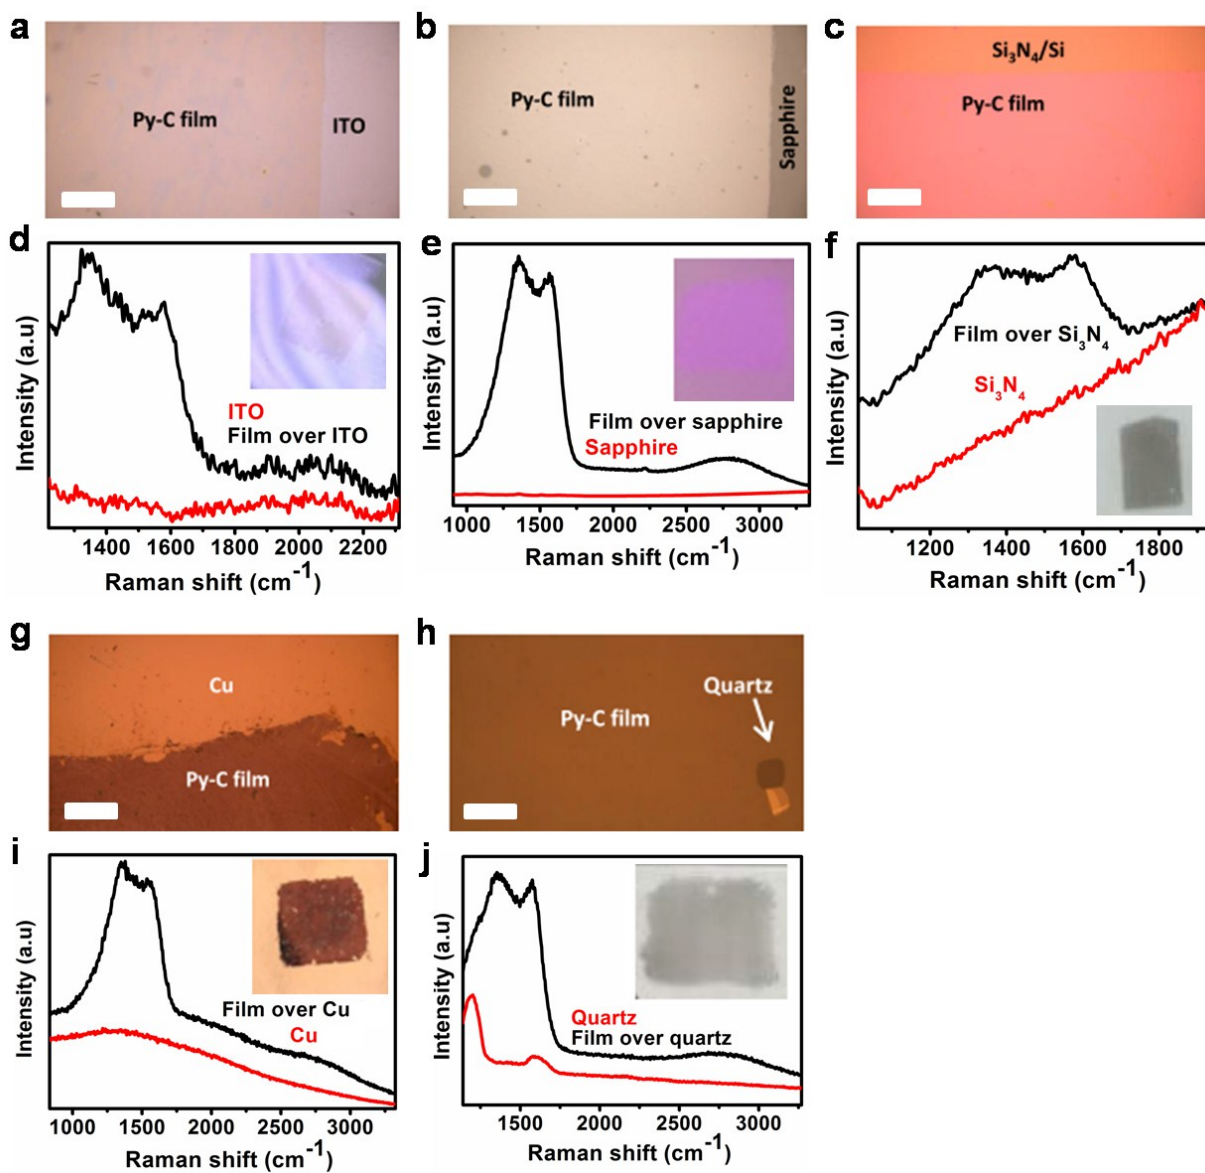 a
Py-C film
ITO
b
Py-C film
Sapphire
c
Si₃N₄/Si
Py-C film
d
Intensity (a.u)
ITO
Film over ITO
1400 1600 1800 2000 2200
Raman shift (cm⁻¹)
e
Intensity (a.u)
Film over sapphire
Sapphire
1000 1500 2000 2500 3000
Raman shift (cm⁻¹)
f
Intensity (a.u)
Film over Si₃N₄
Si₃N₄
1200 1400 1600 1800
Raman shift (cm⁻¹)
g
Cu
Py-C film
h
Quartz
Py-C film
i
Intensity (a.u)
Film over Cu
Cu
1000 1500 2000 2500 3000
Raman shift (cm⁻¹)
j
Intensity (a.u)
Quartz
Film over quartz
1500 2000 2500 3000
Raman shift (cm⁻¹)